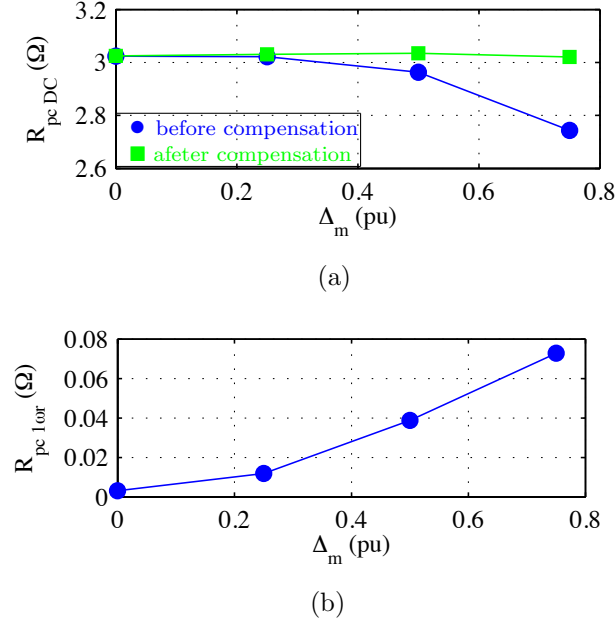 3.2
3.0
2.8
2.6
R_pc DC (Ω)
before compensation
afeter compensation
0 0.2 0.4 0.6 0.8
Δ_m (pu)
(a)
0.08
0.06
0.04
0.02
0
R_pc 1ωr (Ω)
0 0.2 0.4 0.6 0.8
Δ_m (pu)
(b)